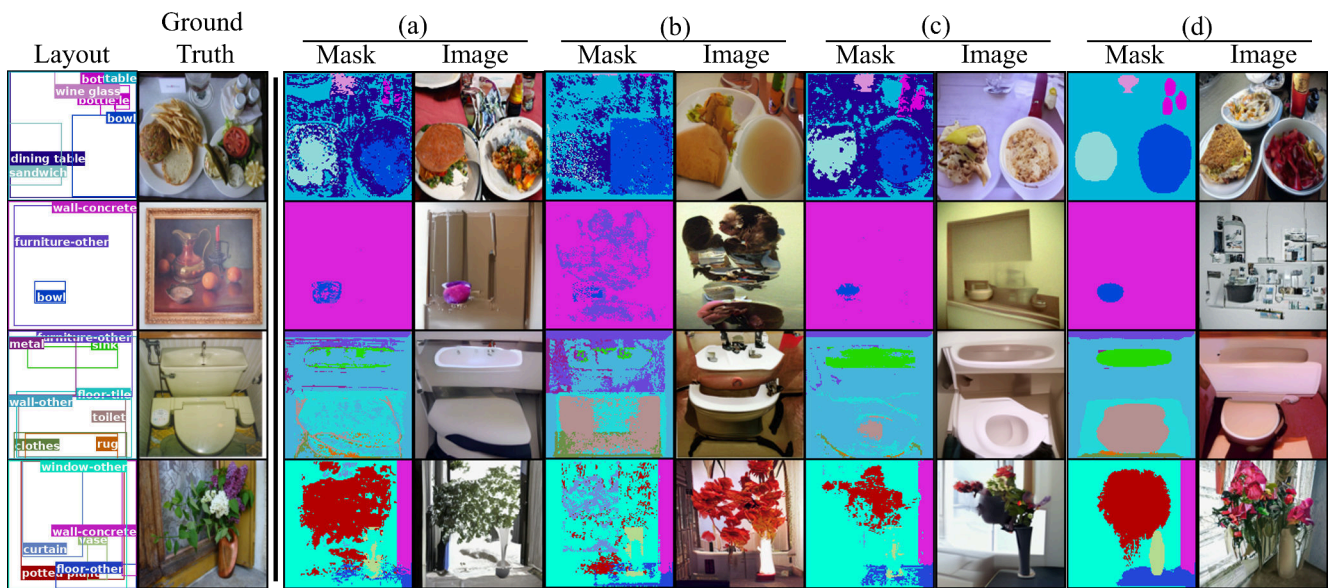 Ground
Layout Truth (a) (b) (c) (d)
Mask Image Mask Image Mask Image Mask Image
table
wine glass
bowl
dining table
sandwich
wall-concrete
furniture-other
bowl
furniture-other
metal
sink
floor-tile
wall-other
toilet
clothes rug
window-other
wall-concrete
vase
curtain
floor-other
potted plant